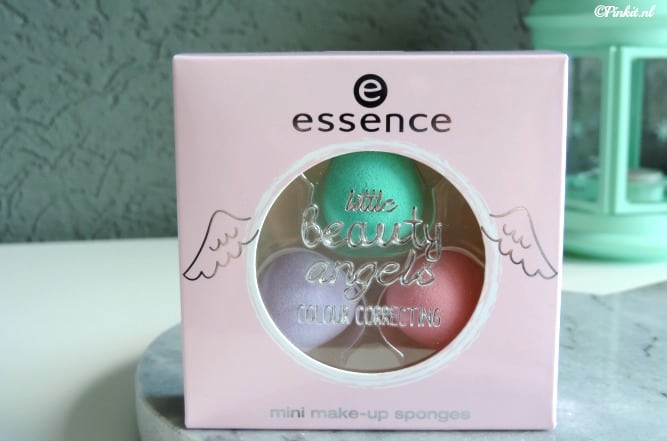 ©Pinkit.nl
e
essence
little
beauty
angels
COLOUR CORRECTING
mini make-up sponges